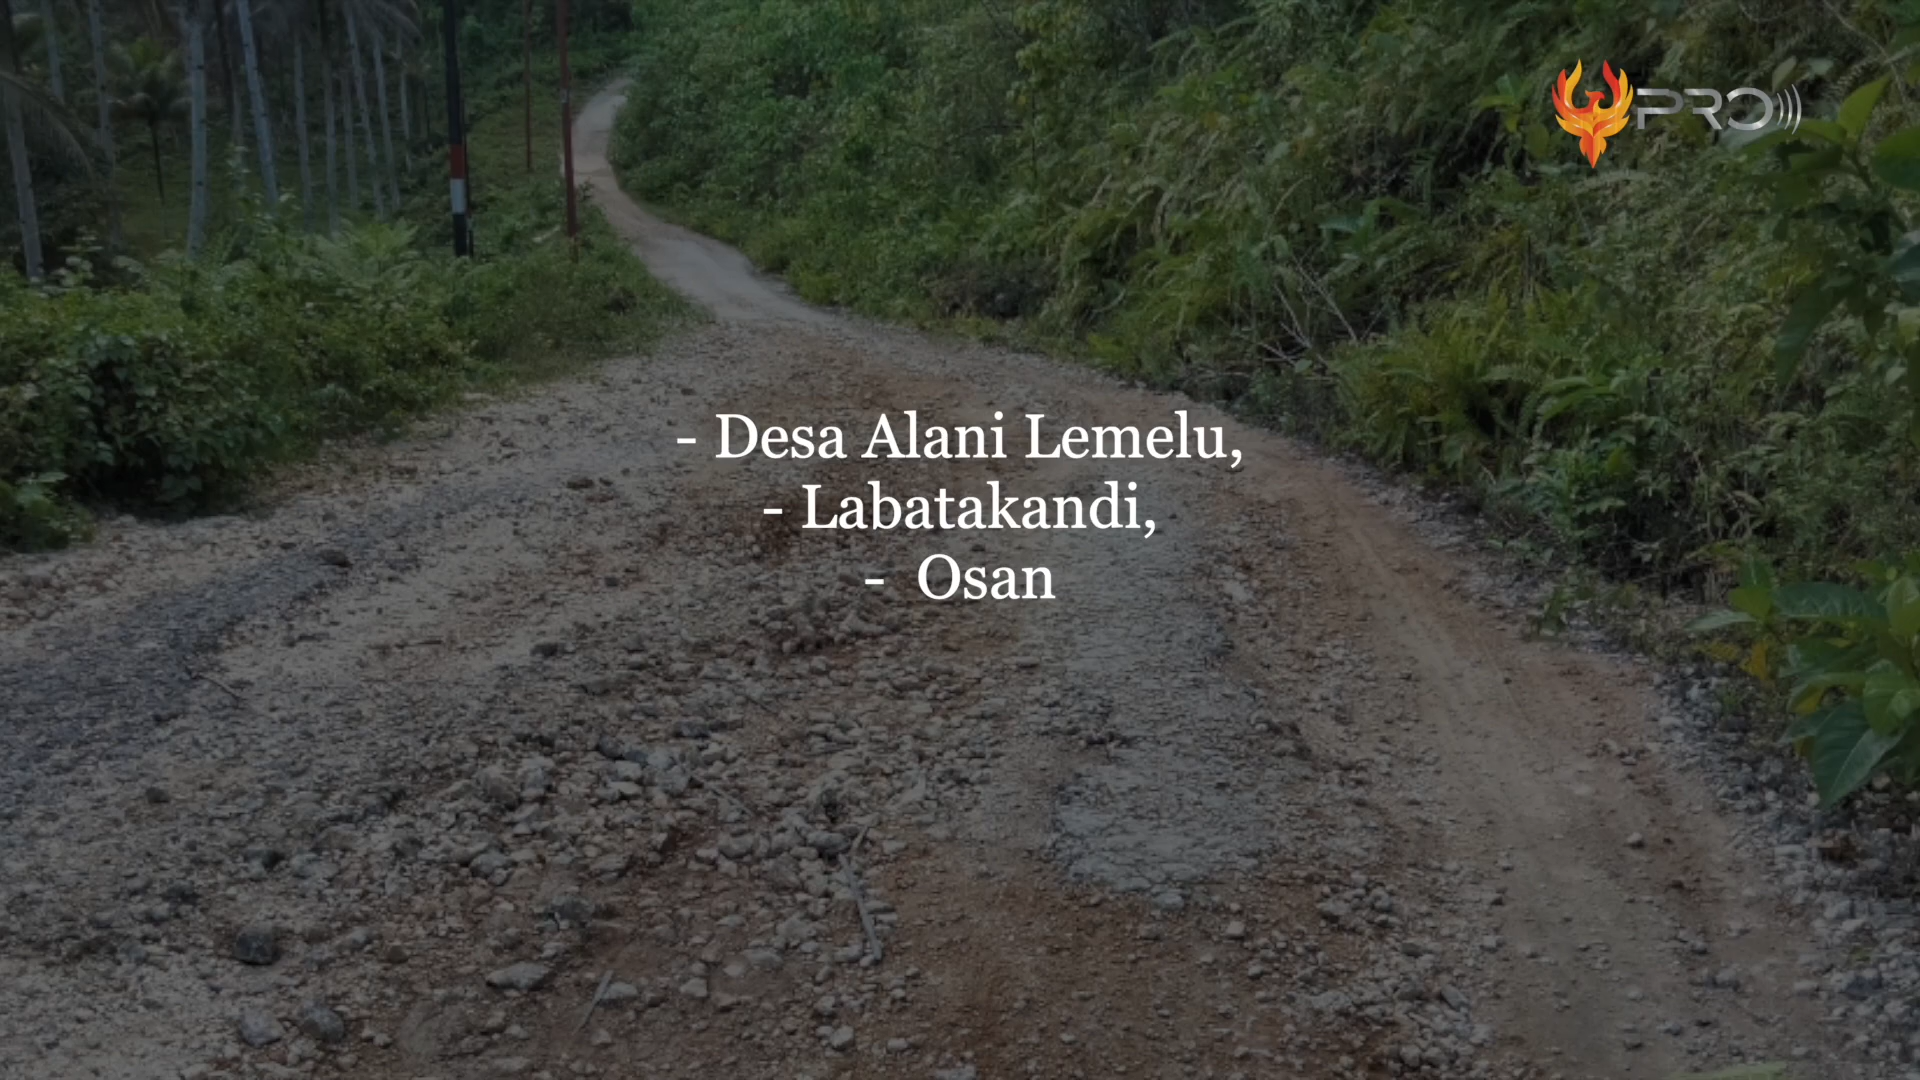 PRO
- Desa Alani Lemelu,
- Labatakandi,
-  Osan